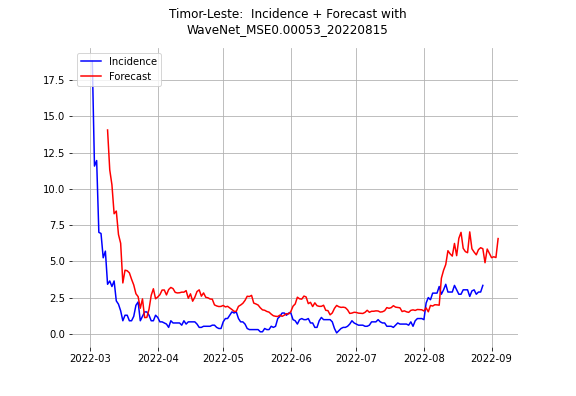 Timor-Leste:  Incidence + Forecast with
WaveNet_MSE0.00053_20220815
Incidence
Forecast
17.5
15.0
12.5
10.0
7.5
5.0
2.5
0.0
2022-03 2022-04 2022-05 2022-06 2022-07 2022-08 2022-09